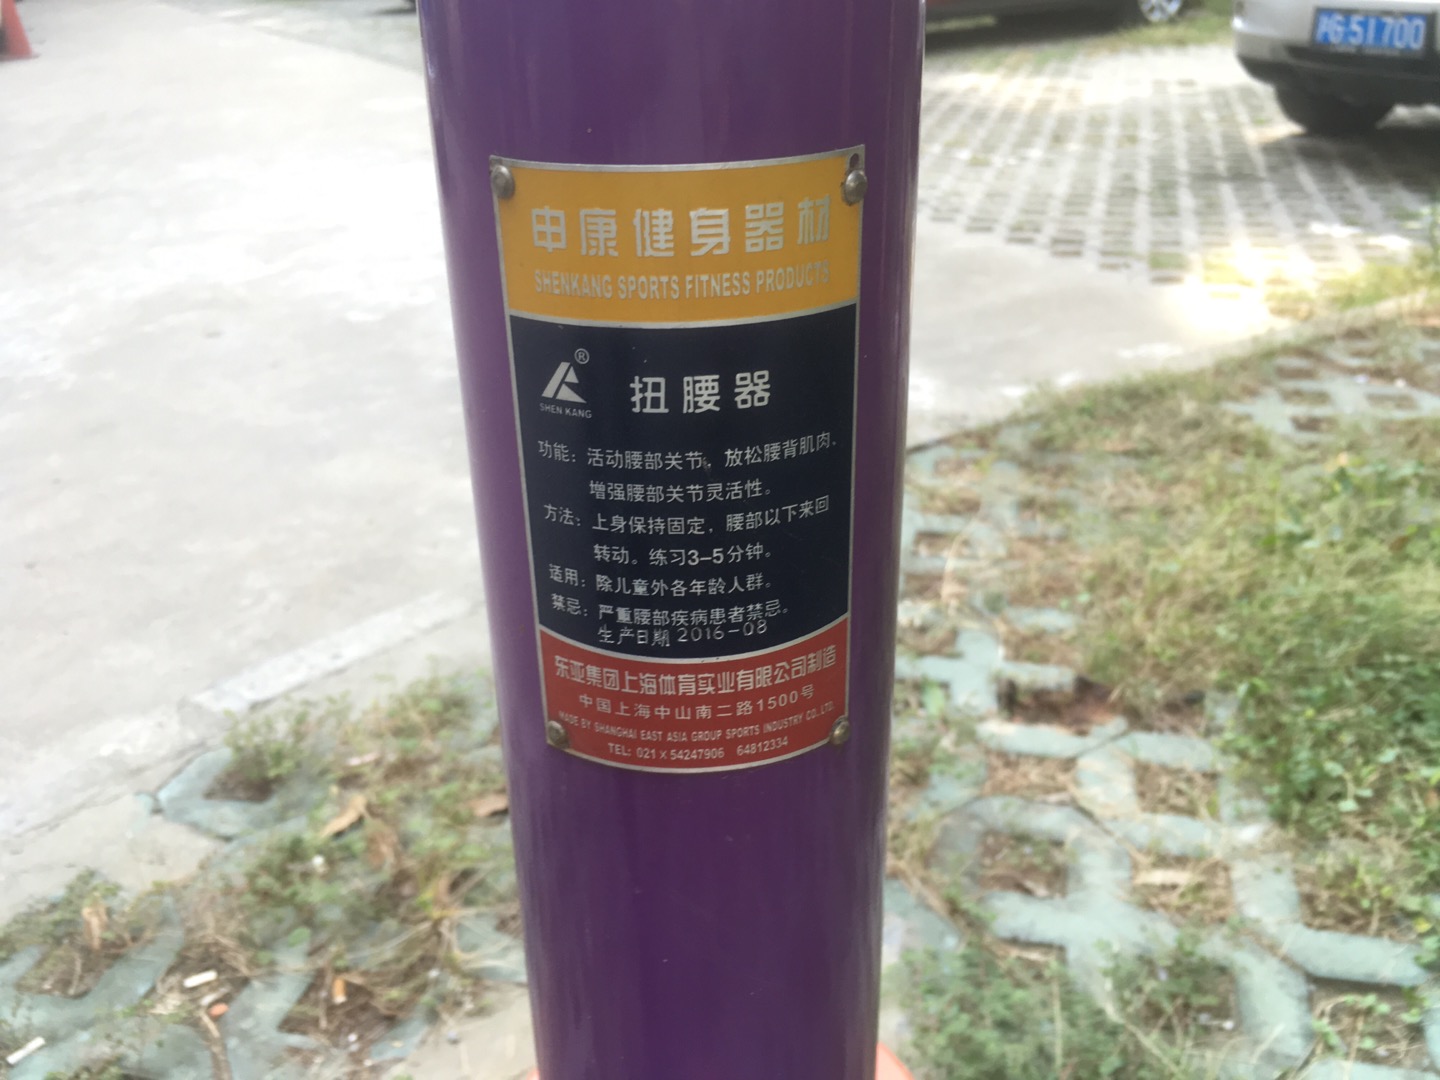 沪G·51700
申康健身器材
SHENKANG SPORTS FITNESS PRODUCTS
®
SHEN KANG
扭腰器
功能：活动腰部关节，放松腰背肌肉，
增强腰部关节灵活性。
方法：上身保持固定，腰部以下来回
转动。练习3-5分钟。
适用：除儿童外各年龄人群。
禁忌：严重腰部疾病患者禁忌。
生产日期 2016-08
东亚集团上海体育实业有限公司制造
中国上海中山南二路1500号
MADE BY SHANGHAI EAST ASIA GROUP SPORTS INDUSTRY CO.,LTD.
TEL: 021 X 54247906 64812334